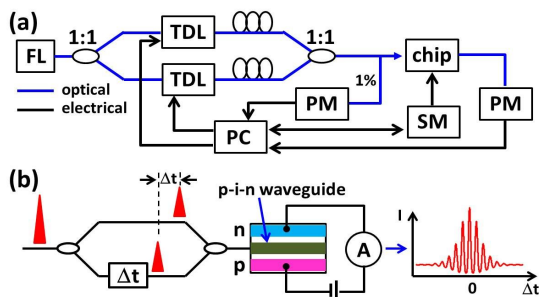 (a)
1:1
TDL
1:1
FL
TDL
chip
1%
optical
electrical
PM
PM
PC
SM
(b)
Δt
p-i-n waveguide
n
p
A
I
Δt
0
Δt